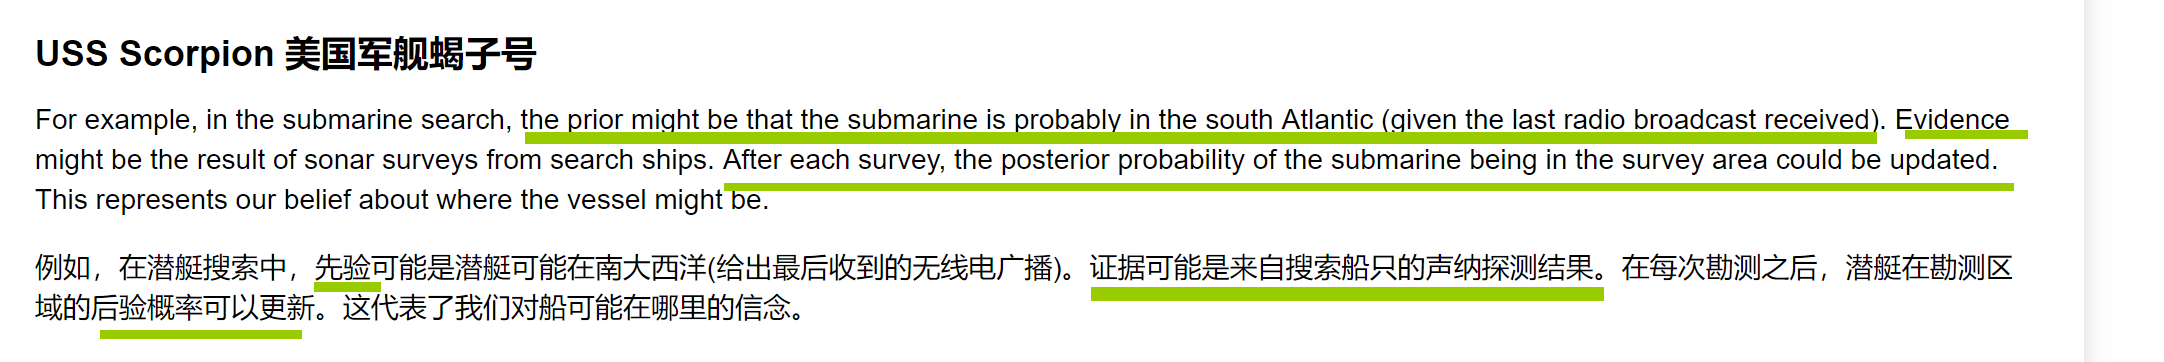 USS Scorpion 美国军舰蝎子号
For example, in the submarine search, the prior might be that the submarine is probably in the south Atlantic (given the last radio broadcast received). Evidence
might be the result of sonar surveys from search ships. After each survey, the posterior probability of the submarine being in the survey area could be updated.
This represents our belief about where the vessel might be.
例如，在潜艇搜索中，先验可能是潜艇可能在南大西洋(给出最后收到的无线电广播)。证据可能是来自搜索船只的声纳探测结果。在每次勘测之后，潜艇在勘测区
域的后验概率可以更新。这代表了我们对船可能在哪里的信念。